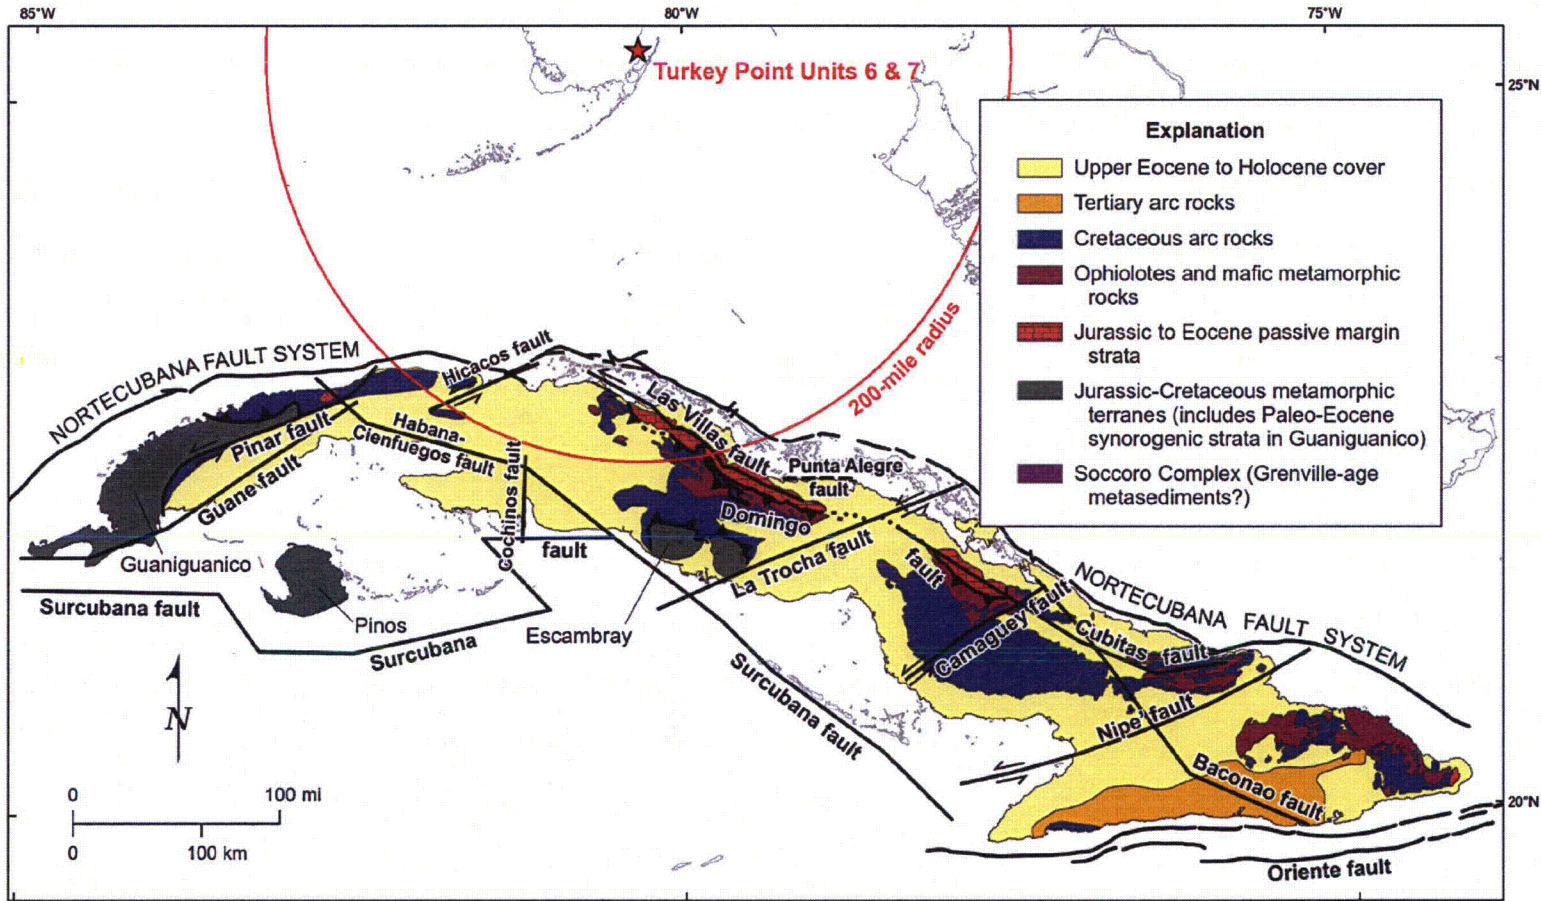 85°W
80°W
75°W
25°N
Turkey Point Units 6 & 7
Explanation
Upper Eocene to Holocene cover
Tertiary arc rocks
Cretaceous arc rocks
Ophiolotes and mafic metamorphic
rocks
Jurassic to Eocene passive margin
strata
Jurassic-Cretaceous metamorphic
terranes (includes Paleo-Eocene
synorogenic strata in Guaniguanico)
Soccoro Complex (Grenville-age
metasediments?)
200-mile radius
NORTECUBANA FAULT SYSTEM
Hicacos fault
Las Villas fault
Pinar fault
Habana-
Cienfuegos fault
Guane fault
Cochinos fault
Punta Alegre
fault
Domingo
fault
fault
La Trocha fault
Guaniguanico
Surcubana fault
Pinos
Surcubana
Escambray
Surcubana fault
Camaguey fault
Cubitas fault
NORTECUBANA FAULT SYSTEM
Nipe' fault
Baconao fault
Oriente fault
20°N
N
0 100 mi
0 100 km